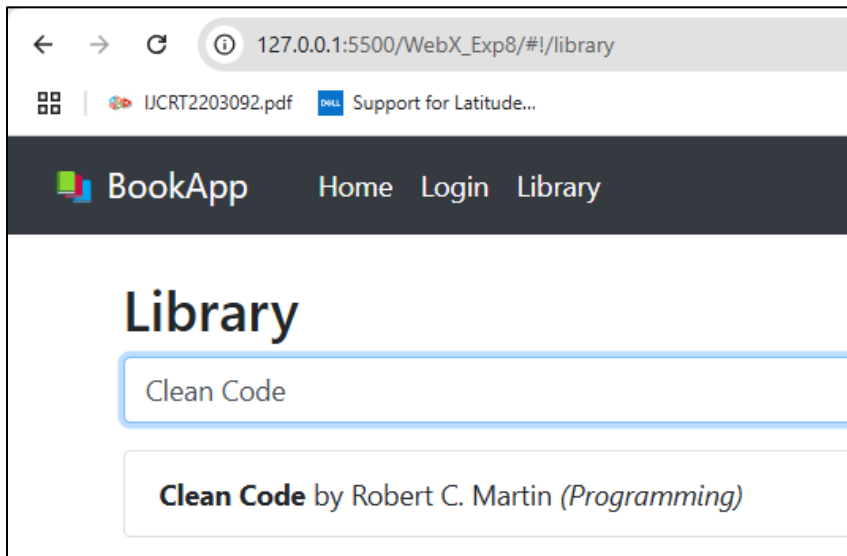 127.0.0.1:5500/WebX_Exp8/#!/library
IJCRT2203092.pdf DELL Support for Latitude...
BookApp Home Login Library
Library
Clean Code
Clean Code by Robert C. Martin (Programming)